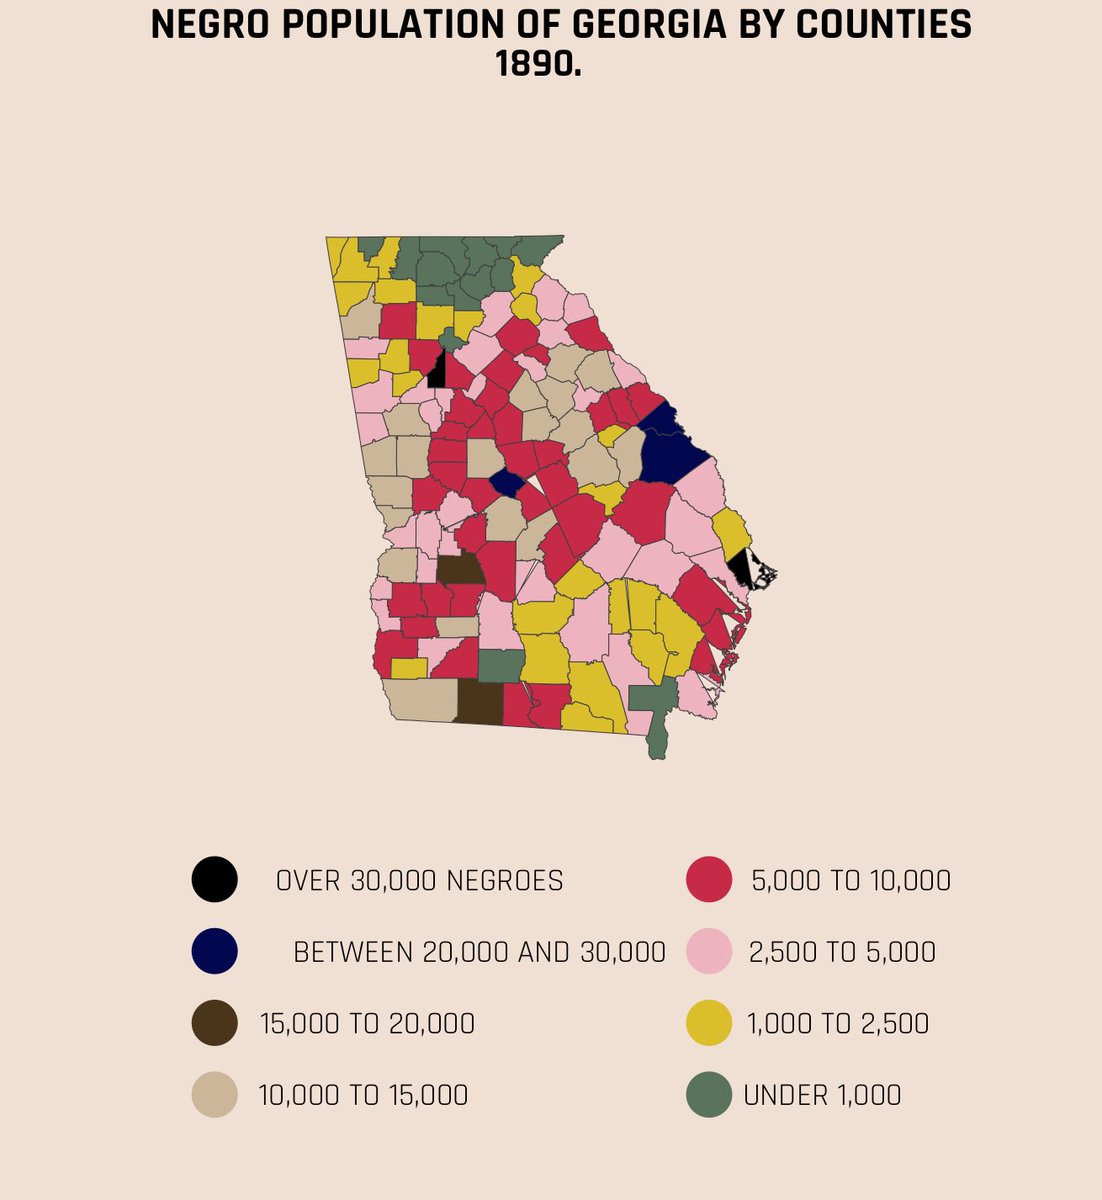 NEGRO POPULATION OF GEORGIA BY COUNTIES
1890.
OVER 30,000 NEGROES
BETWEEN 20,000 AND 30,000
15,000 TO 20,000
10,000 TO 15,000
5,000 TO 10,000
2,500 TO 5,000
1,000 TO 2,500
UNDER 1,000